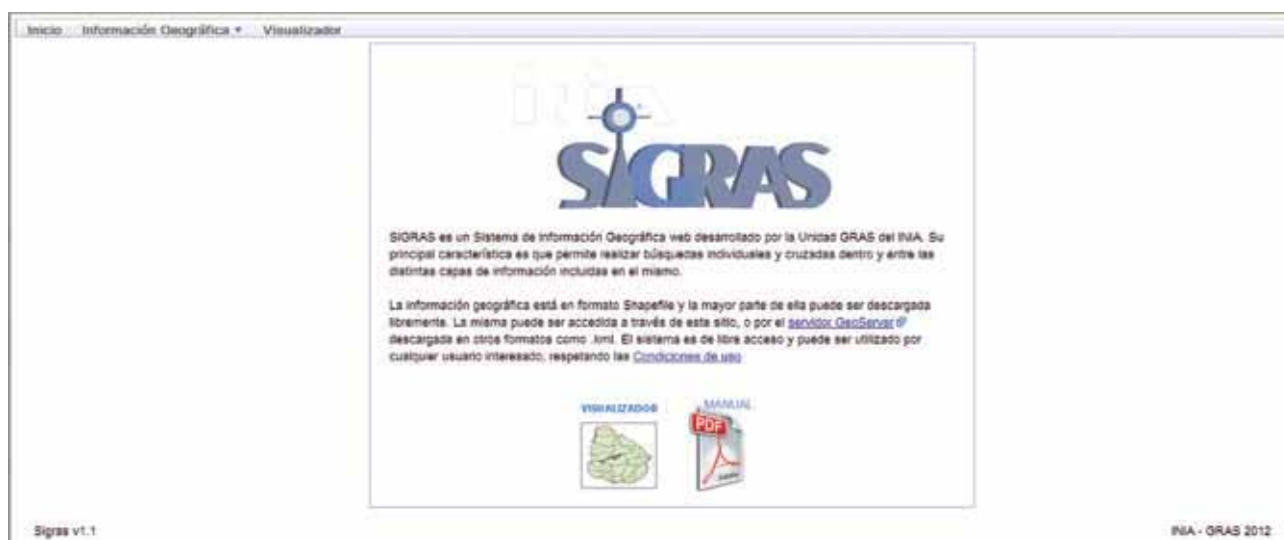 Inicio Información Geográfica Visualizador
inia
SIGRAS
SIGRAS es un Sistema de Información Geográfica web desarrollado por la Unidad GRAS del INIA. Su
principal característica es que permite realizar búsquedas individuales y cruzadas dentro y entre las
distintas capas de información incluidas en el mismo.
La información geográfica está en formato Shapefile y la mayor parte de ella puede ser descargada
libremente. La misma puede ser accedida a través de este sitio, o por el servidor GeoServer
descargada en otros formatos como .kml. El sistema es de libre acceso y puede ser utilizado por
cualquier usuario interesado, respetando las Condiciones de uso
VISUALIZADOR MANUAL
PDF
Adobe
Sigras v1.1 INIA - GRAS 2012